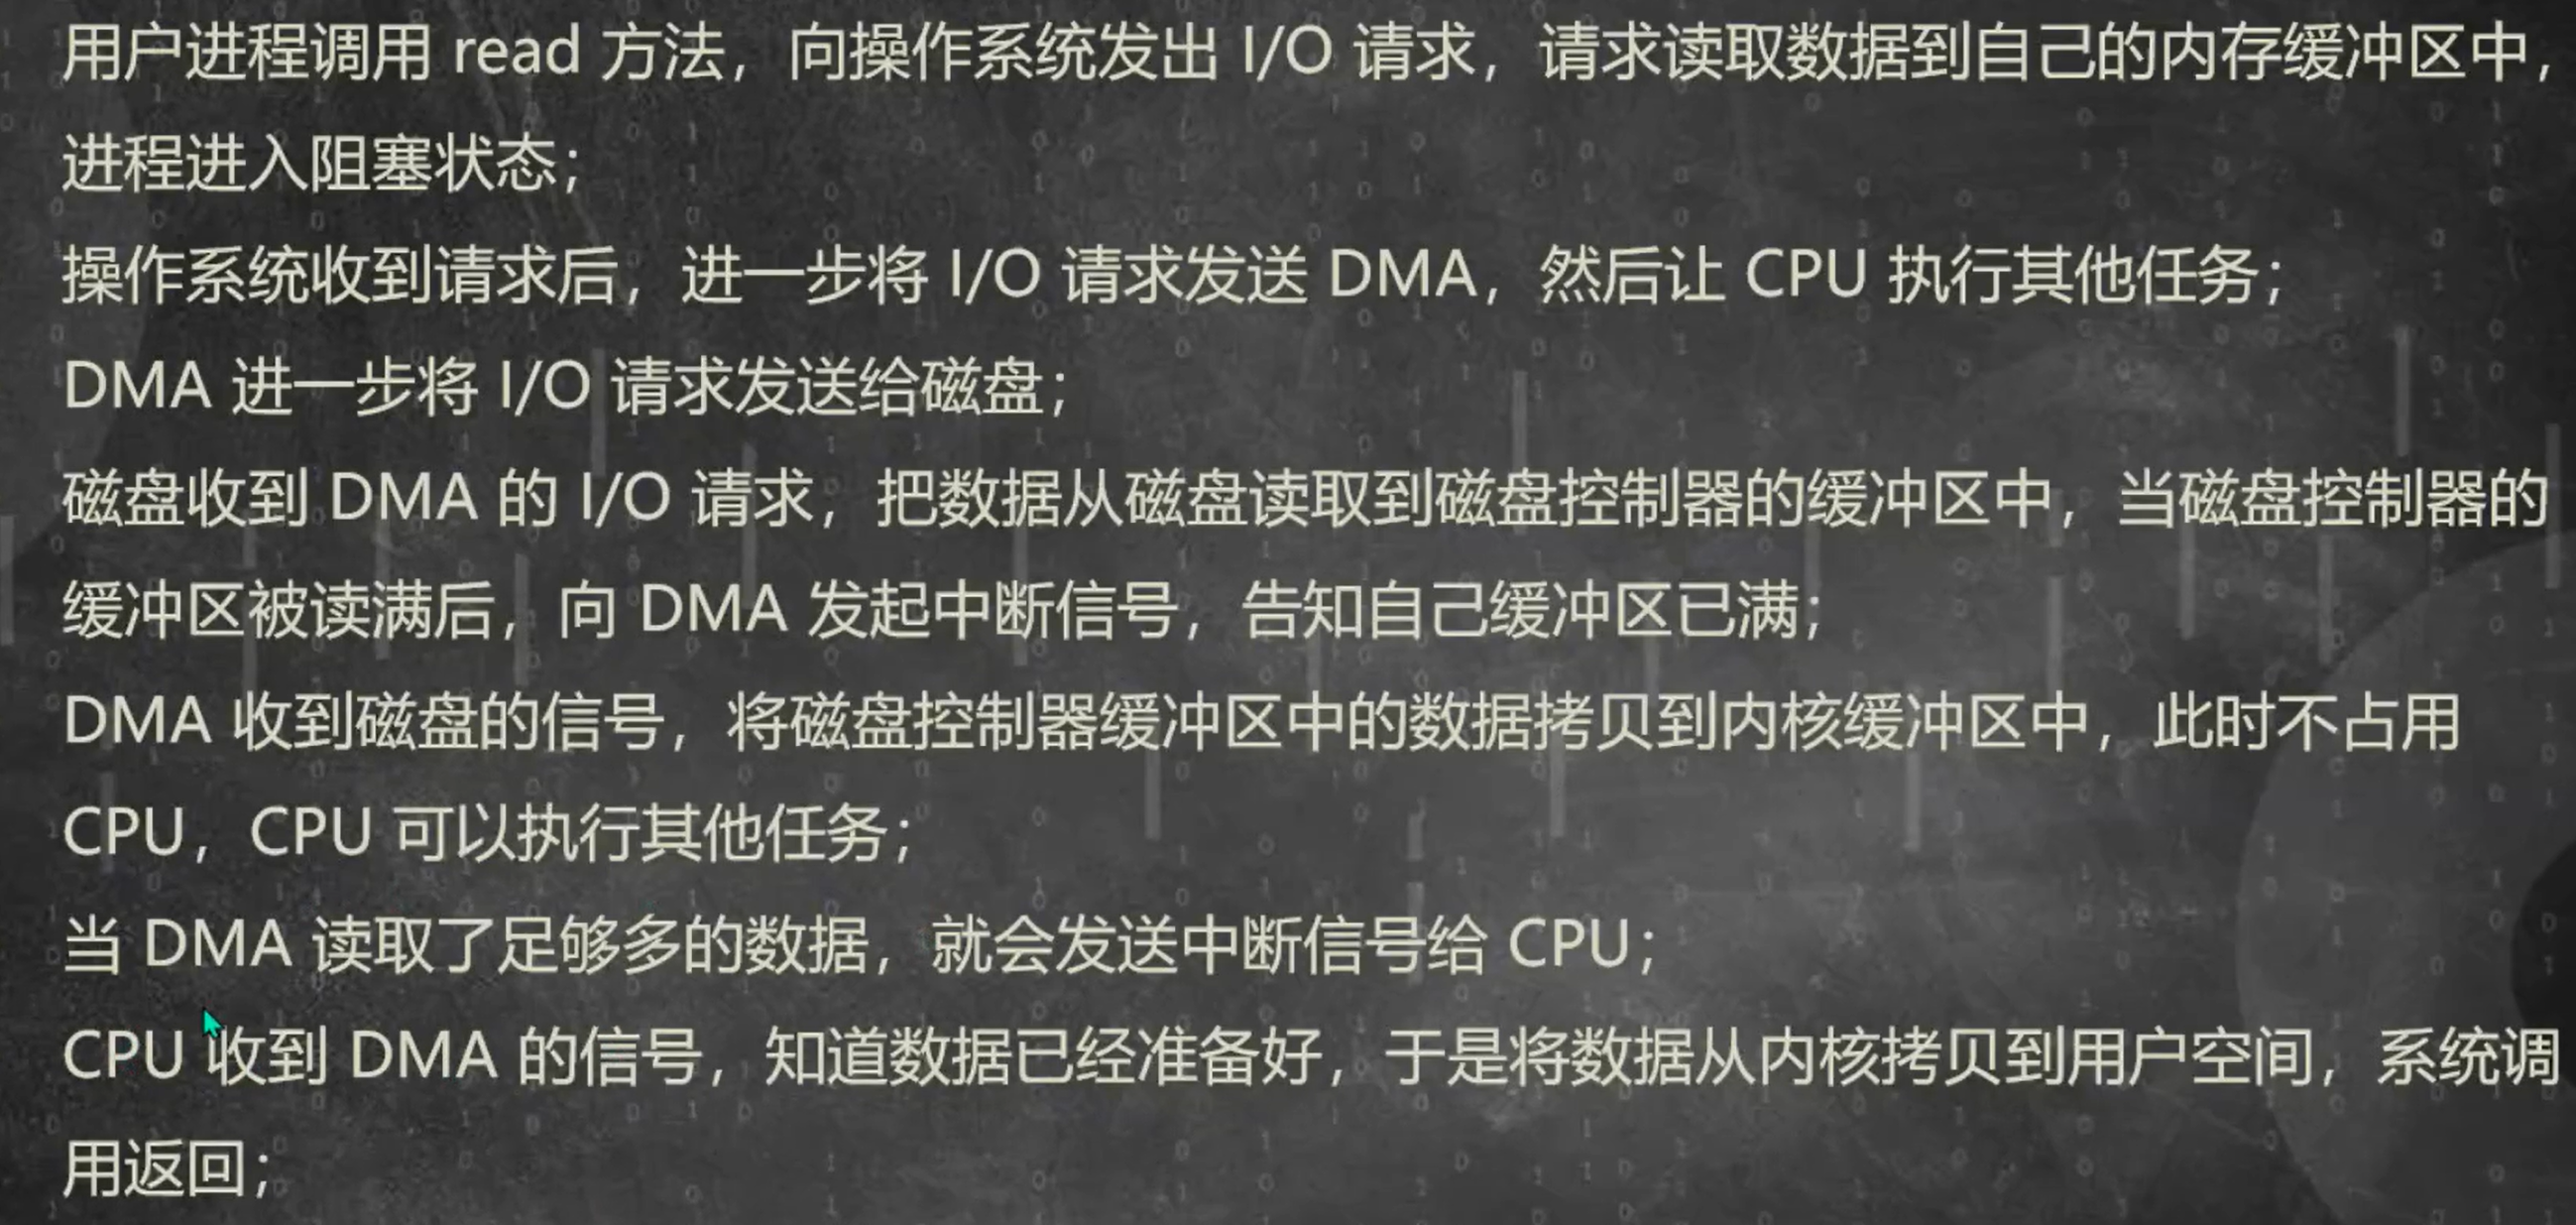 用户进程调用 read 方法，向操作系统发出 I/O 请求，请求读取数据到自己的内存缓冲区中，
进程进入阻塞状态；
操作系统收到请求后，进一步将 I/O 请求发送 DMA，然后让 CPU 执行其他任务；
DMA 进一步将 I/O 请求发送给磁盘；
磁盘收到 DMA 的 I/O 请求，把数据从磁盘读取到磁盘控制器的缓冲区中，当磁盘控制器的
缓冲区被读满后，向 DMA 发起中断信号，告知自己缓冲区已满；
DMA 收到磁盘的信号，将磁盘控制器缓冲区中的数据拷贝到内核缓冲区中，此时不占用
CPU，CPU 可以执行其他任务；
当 DMA 读取了足够多的数据，就会发送中断信号给 CPU；
CPU 收到 DMA 的信号，知道数据已经准备好，于是将数据从内核拷贝到用户空间，系统调
用返回；